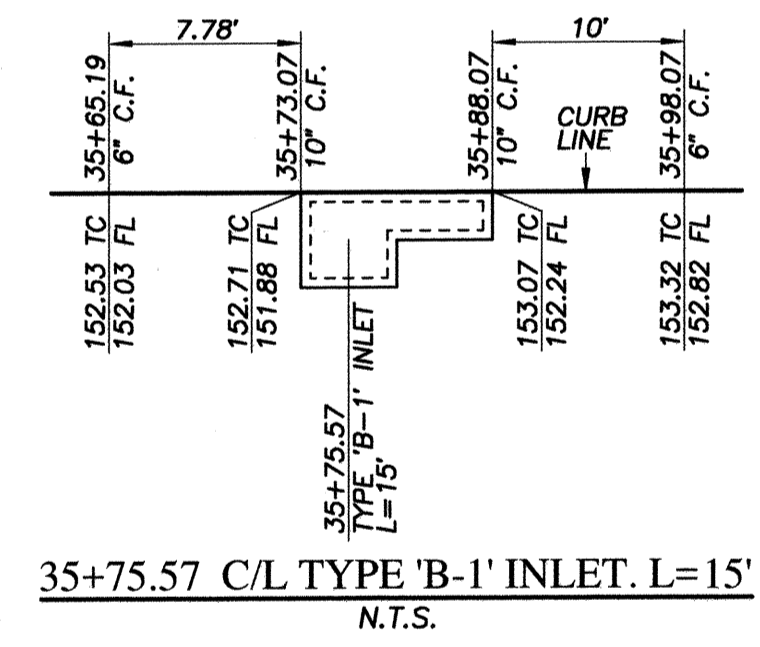 7.78'
10'
35+65.19
6" C.F.
35+73.07
10" C.F.
35+88.07
10" C.F.
CURB
LINE
35+98.07
6" C.F.
152.53 TC
152.03 FL
152.71 TC
151.88 FL
153.07 TC
152.24 FL
153.32 TC
152.82 FL
35+75.57
TYPE 'B-1' INLET
L=15'
35+75.57 C/L TYPE 'B-1' INLET. L=15'
N.T.S.